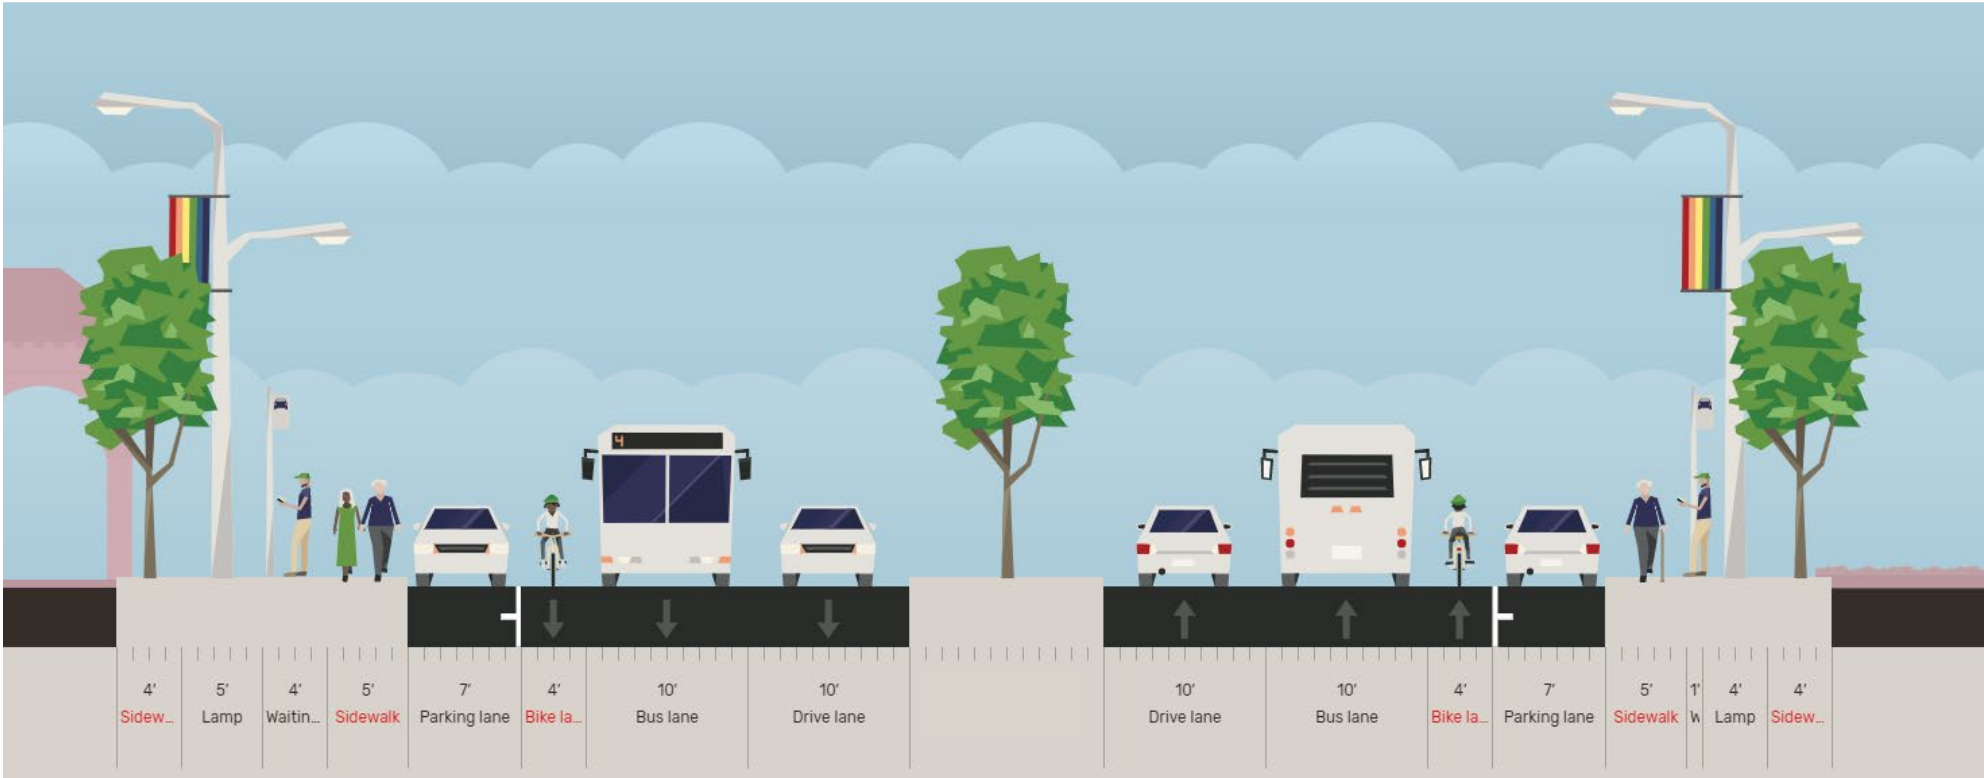 4
4' 5' 4' 5' 7' 4' 10' 10' 10' 10' 4' 7' 5' 1' 4' 4'
Sidew... Lamp Waitin... Sidewalk Parking lane Bike la... Bus lane Drive lane Drive lane Bus lane Bike la... Parking lane Sidewalk W Lamp Sidew...